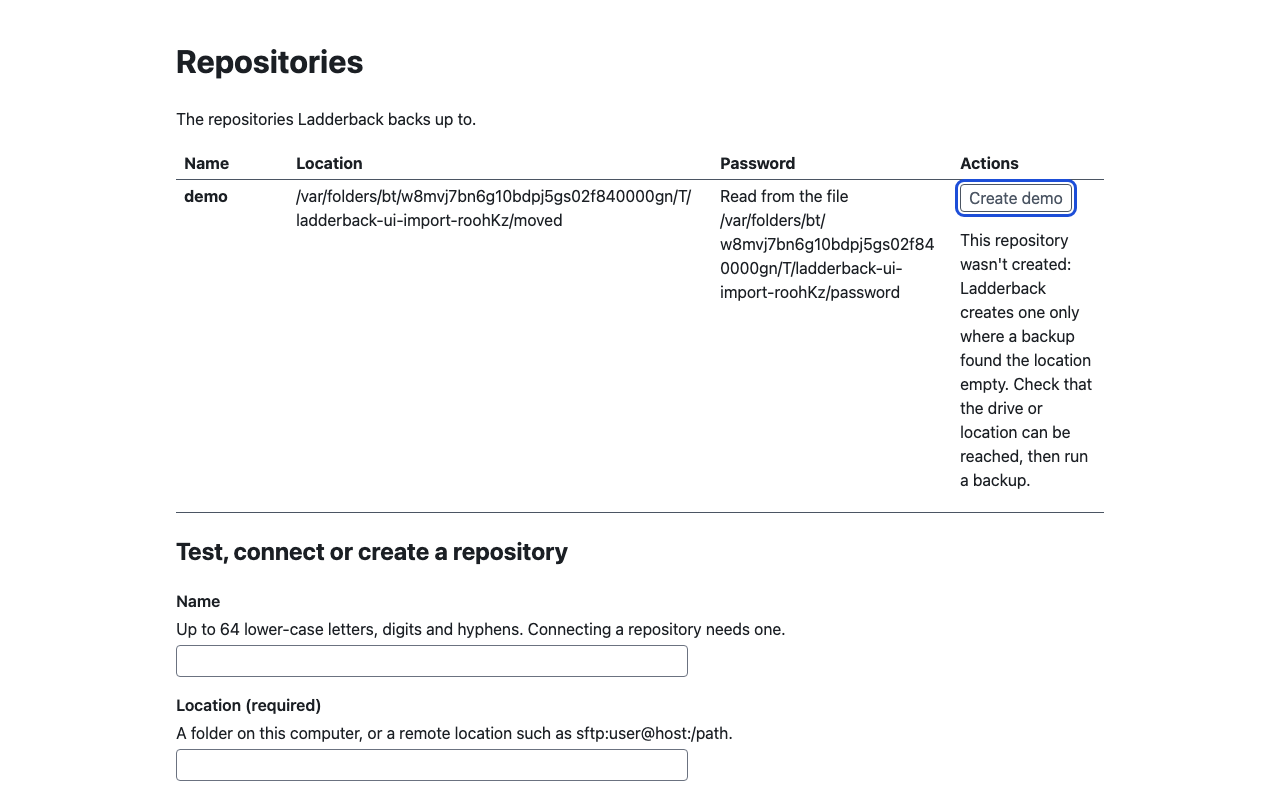 Repositories
The repositories Ladderback backs up to.
Name Location Password Actions
demo /var/folders/bt/w8mvj7bn6g10bdpj5gs02f840000gn/T/ladderback-ui-import-roohKz/moved
Read from the file
/var/folders/bt/
w8mvj7bn6g10bdpj5gs02f84
0000gn/T/ladderback-ui-
import-roohKz/password
Create demo
This repository
wasn't created:
Ladderback
creates one only
where a backup
found the location
empty. Check that
the drive or
location can be
reached, then run
a backup.
Test, connect or create a repository
Name
Up to 64 lower-case letters, digits and hyphens. Connecting a repository needs one.
Location (required)
A folder on this computer, or a remote location such as sftp:user@host:/path.